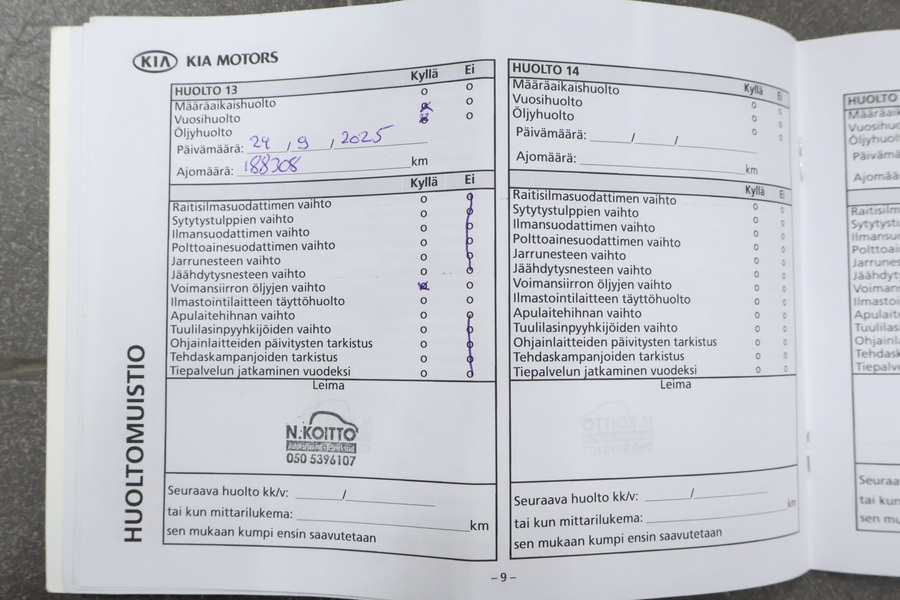 KIA KIA MOTORS
HUOLTO 13 Kyllä Ei
Määräaikaishuolto o o
Vuosihuolto o
Öljyhuolto
Päivämäärä: 24 / 9 / 2025
Ajomäärä: 188308 km
Kyllä Ei
Raitisilmasuodattimen vaihto o o
Sytytystulppien vaihto o o
Ilmansuodattimen vaihto o o
Polttoainesuodattimen vaihto o o
Jarrunesteen vaihto o o
Jäähdytysnesteen vaihto o o
Voimansiirron öljyjen vaihto o
Ilmastointilaitteen täyttöhuolto o o
Apulaitehihnan vaihto o o
Tuulilasinpyyhkijöiden vaihto o o
Ohjainlaitteiden päivitysten tarkistus o o
Tehdaskampanjoiden tarkistus o o
Tiepalvelun jatkaminen vuodeksi o o
Leima
N.KOITTO
050 5396107
Seuraava huolto kk/v: /
tai kun mittarilukema: km
sen mukaan kumpi ensin saavutetaan
HUOLTOMUISTIO
HUOLTO 14 Kyllä Ei
Määräaikaishuolto o o
Vuosihuolto o o
Öljyhuolto o o
Päivämäärä: / /
Ajomäärä: km
Kyllä Ei
Raitisilmasuodattimen vaihto o o
Sytytystulppien vaihto o o
Ilmansuodattimen vaihto o o
Polttoainesuodattimen vaihto o o
Jarrunesteen vaihto o o
Jäähdytysnesteen vaihto o o
Voimansiirron öljyjen vaihto o o
Ilmastointilaitteen täyttöhuolto o o
Apulaitehihnan vaihto o o
Tuulilasinpyyhkijöiden vaihto o o
Ohjainlaitteiden päivitysten tarkistus o o
Tehdaskampanjoiden tarkistus o o
Tiepalvelun jatkaminen vuodeksi o o
Leima
Seuraava huolto kk/v: /
tai kun mittarilukema: km
sen mukaan kumpi ensin saavutetaan
- 9 -
HUOLTO